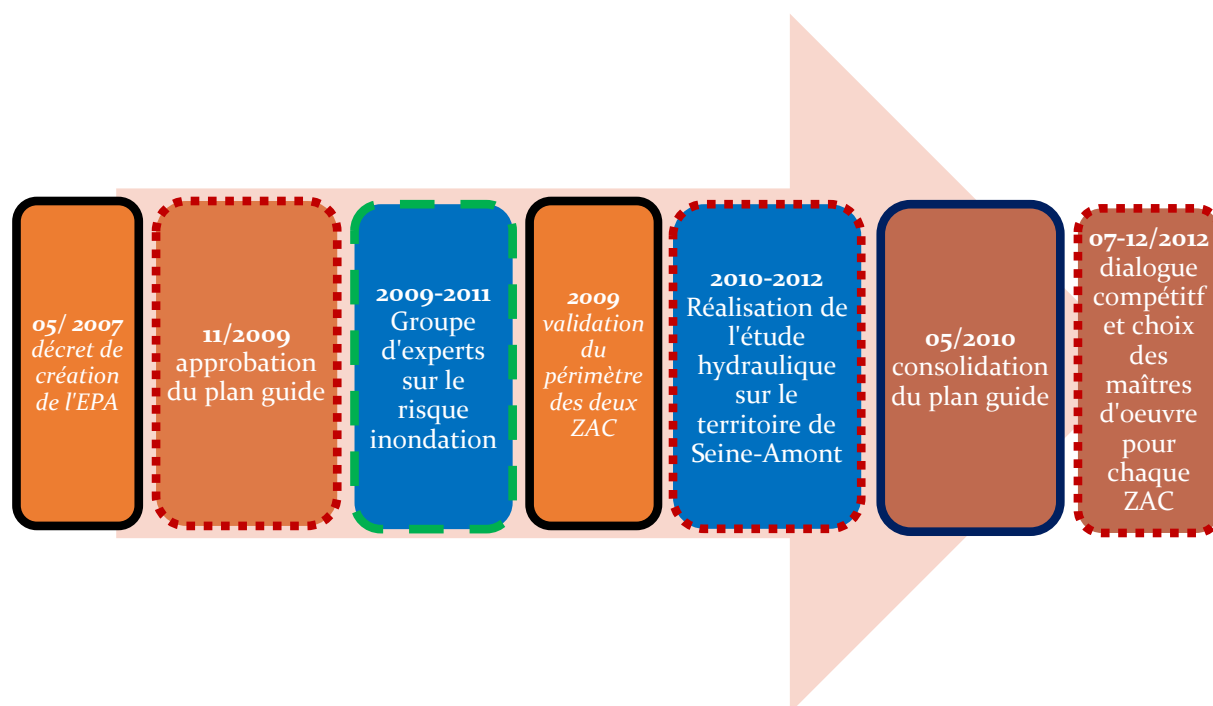 05/ 2007
décret de
création
de l'EPA
11/2009
approbation
du plan guide
2009-2011
Groupe
d'experts
sur le
risque
inondation
2009
validation
du
périmètre
des deux
ZAC
2010-2012
Réalisation de
l'étude
hydraulique
sur le
territoire de
Seine-Amont
05/2010
consolidation
du plan guide
07-12/2012
dialogue
compétitf
et choix
des
maîtres
d'oeuvre
pour
chaque
ZAC